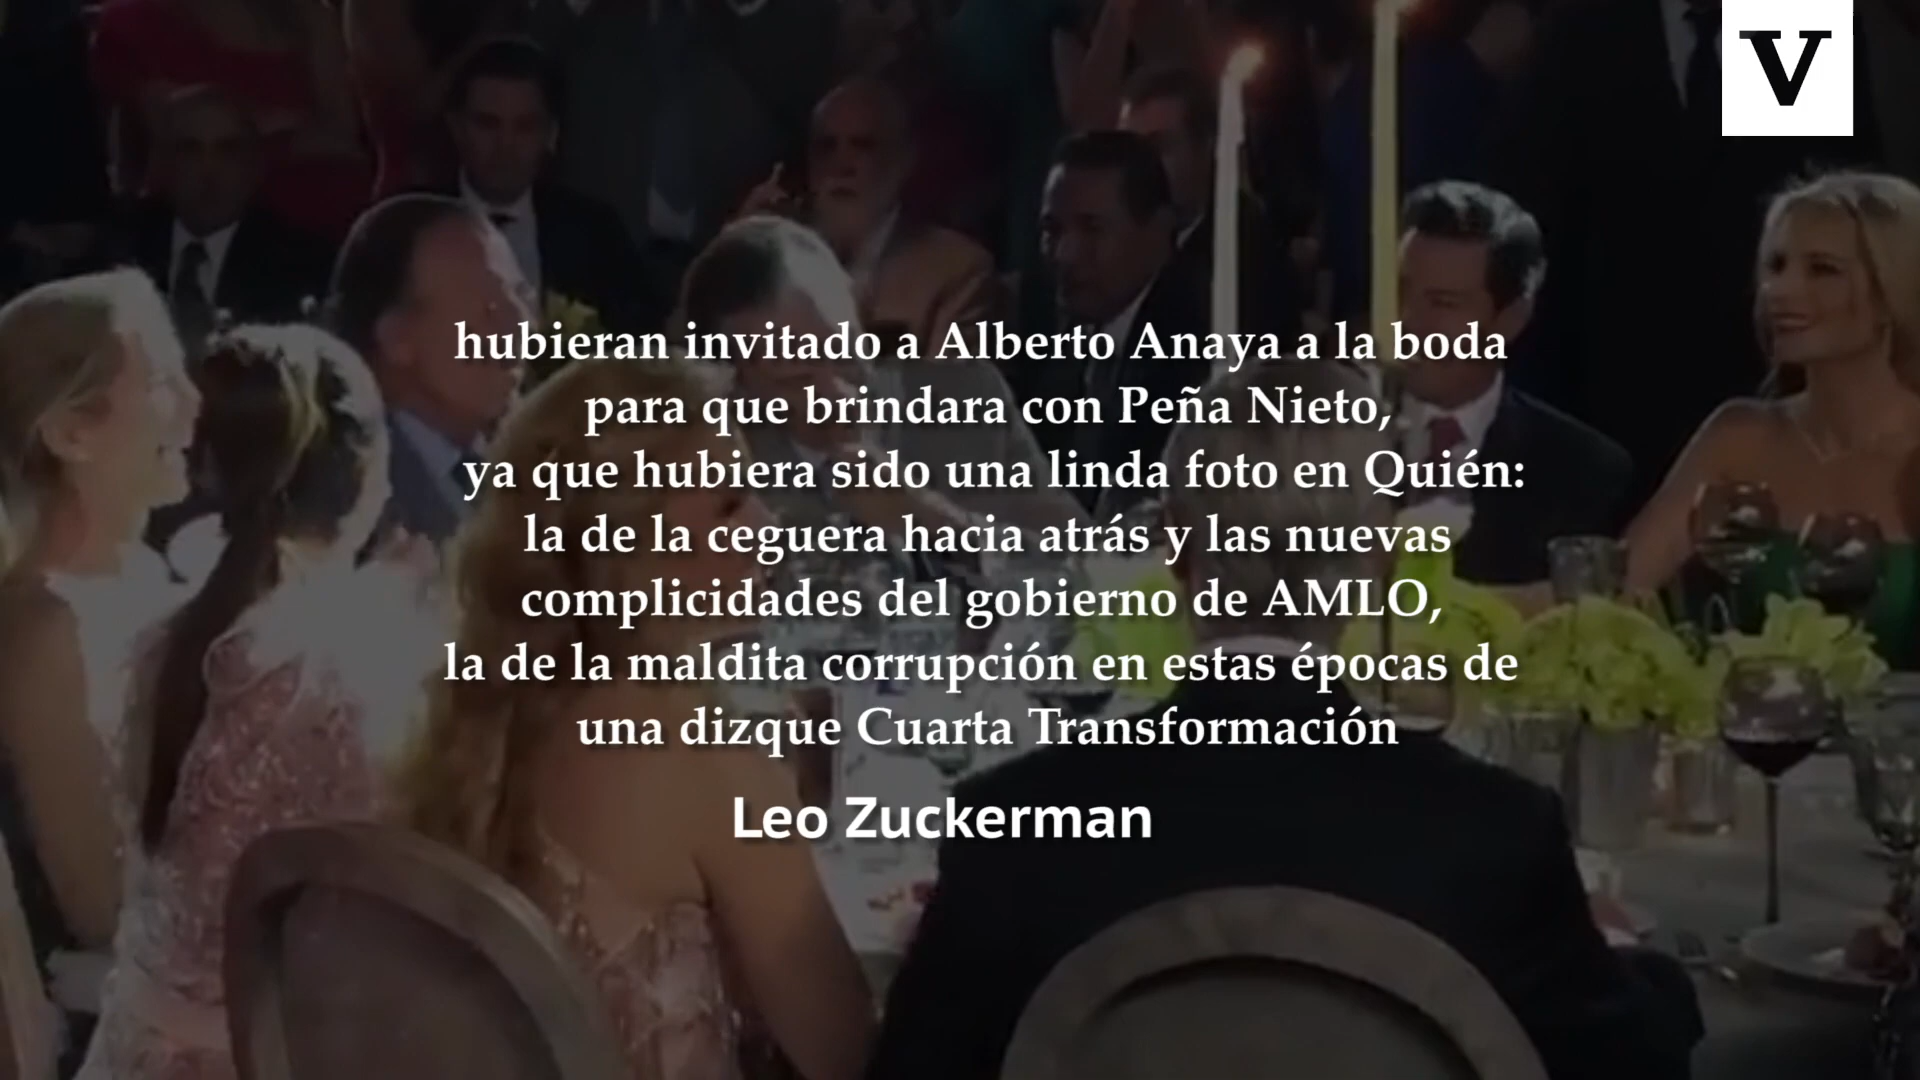 V
hubieran invitado a Alberto Anaya a la boda
para que brindara con Peña Nieto,
ya que hubiera sido una linda foto en Quién:
la de la ceguera hacia atrás y las nuevas
complicidades del gobierno de AMLO,
la de la maldita corrupción en estas épocas de
una dizque Cuarta Transformación
Leo Zuckerman